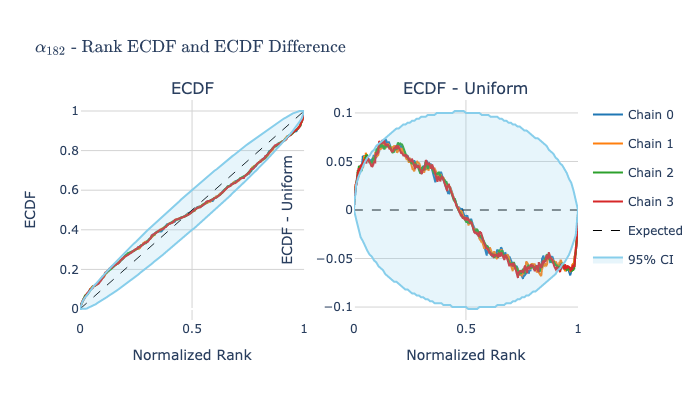 α₁₈₂ - Rank ECDF and ECDF Difference
ECDF
ECDF - Uniform
1
0.8
0.6
0.4
0.2
0
0
0.5
1
ECDF
Normalized Rank
0.1
0.05
0
−0.05
−0.1
0
0.5
1
ECDF - Uniform
Normalized Rank
Chain 0
Chain 1
Chain 2
Chain 3
Expected
95% CI